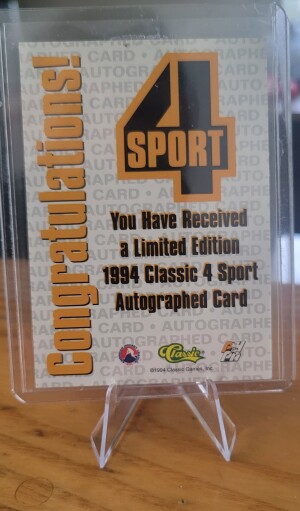 Congratulations!
4
SPORT
You Have Received
a Limited Edition
1994 Classic 4 Sport
Autographed Card
Classic
©1994 Classic Games, Inc.